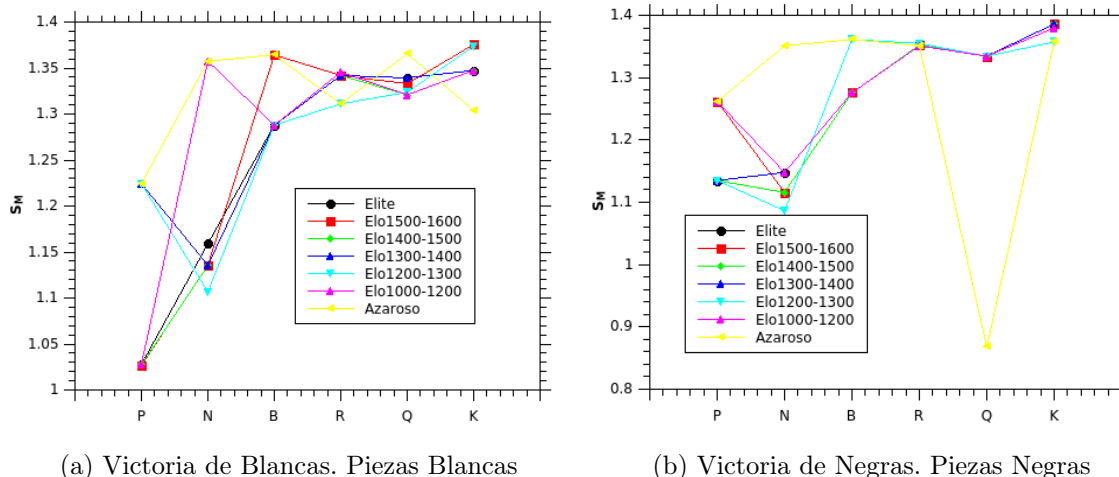 1.4
1.35
1.3
1.25
1.2
1.15
1.1
1.05
1
S_M
P N B R Q K
Elite
Elo1500-1600
Elo1400-1500
Elo1300-1400
Elo1200-1300
Elo1000-1200
Azaroso
(a) Victoria de Blancas. Piezas Blancas
1.4
1.3
1.2
1.1
1
0.9
0.8
S_M
P N B R Q K
Elite
Elo1500-1600
Elo1400-1500
Elo1300-1400
Elo1200-1300
Elo1000-1200
Azaroso
(b) Victoria de Negras. Piezas Negras